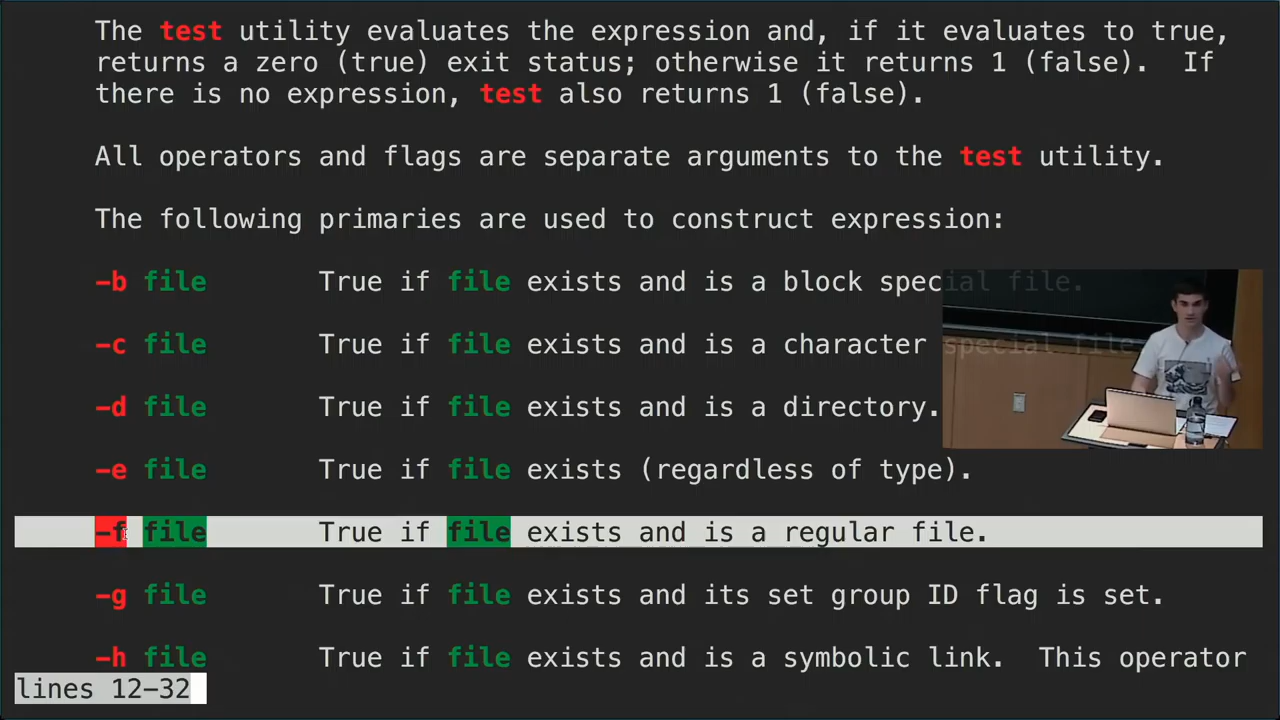 The test utility evaluates the expression and, if it evaluates to true,
returns a zero (true) exit status; otherwise it returns 1 (false).  If
there is no expression, test also returns 1 (false).
All operators and flags are separate arguments to the test utility.
The following primaries are used to construct expression:
-b file       True if file exists and is a block special file.
-c file       True if file exists and is a character special file.
-d file       True if file exists and is a directory.
-e file       True if file exists (regardless of type).
-f file       True if file exists and is a regular file.
-g file       True if file exists and its set group ID flag is set.
-h file       True if file exists and is a symbolic link.  This operator
lines 12-32